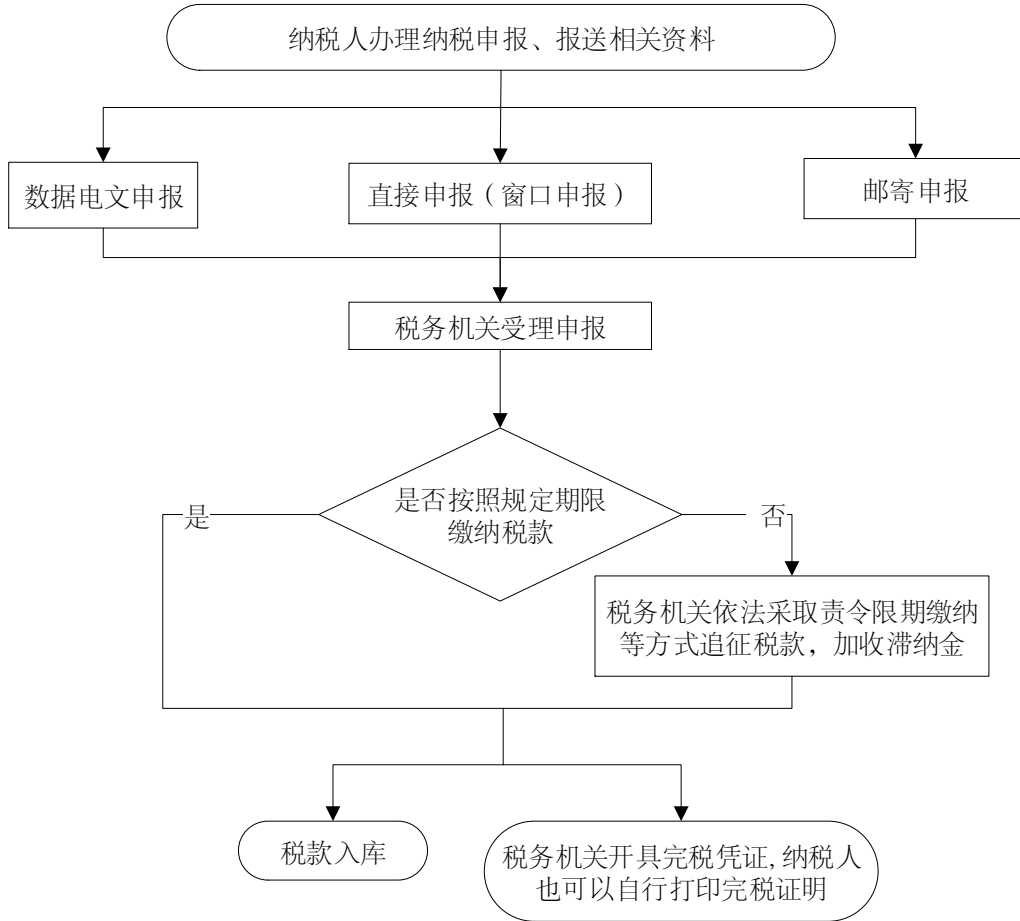 纳税人办理纳税申报、报送相关资料
数据电文申报
直接申报（窗口申报）
邮寄申报
税务机关受理申报
是否按照规定期限
缴纳税款
是
否
税务机关依法采取责令限期缴纳
等方式追征税款，加收滞纳金
税款入库
税务机关开具完税凭证,纳税人
也可以自行打印完税证明